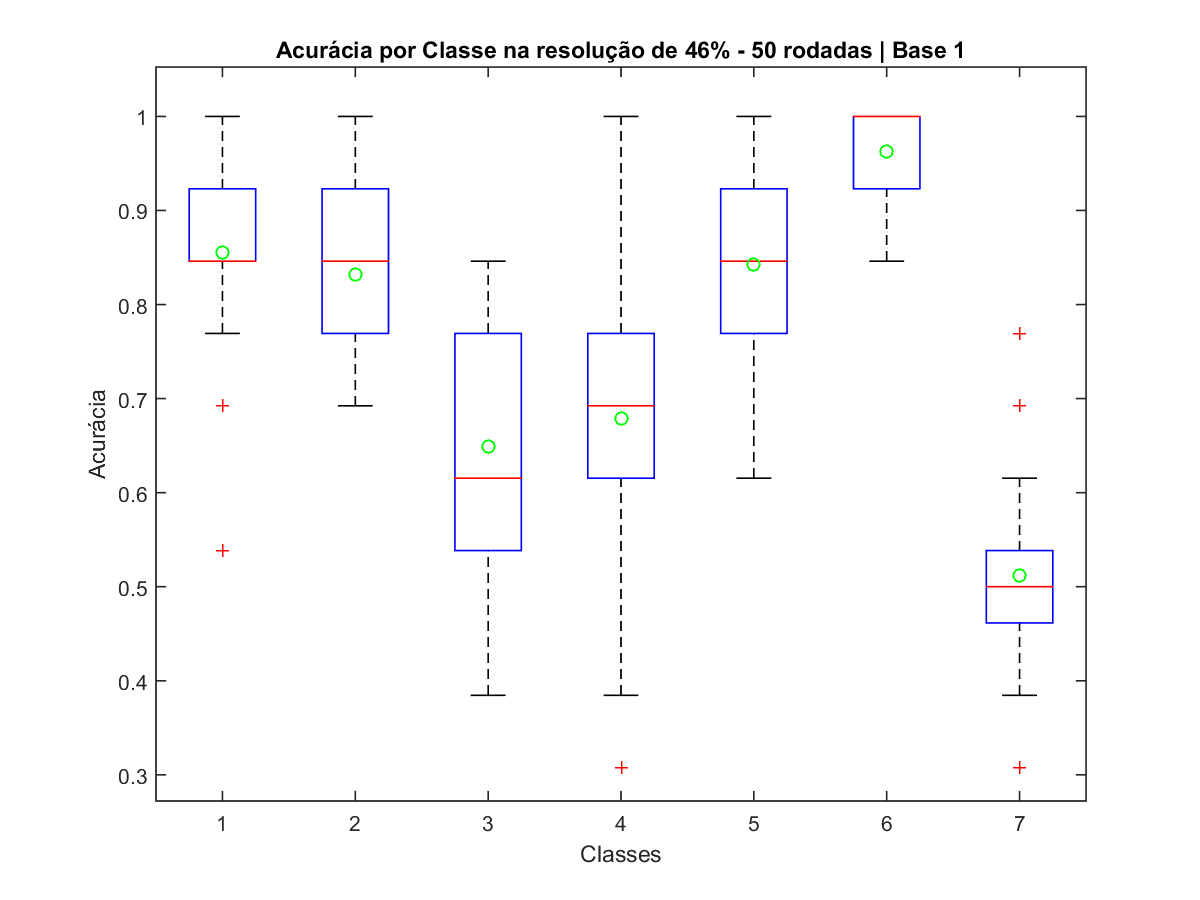 Acurácia por Classe na resolução de 46% - 50 rodadas | Base 1
1
0.9
0.8
0.7
0.6
0.5
0.4
0.3
Acurácia
1 2 3 4 5 6 7
Classes